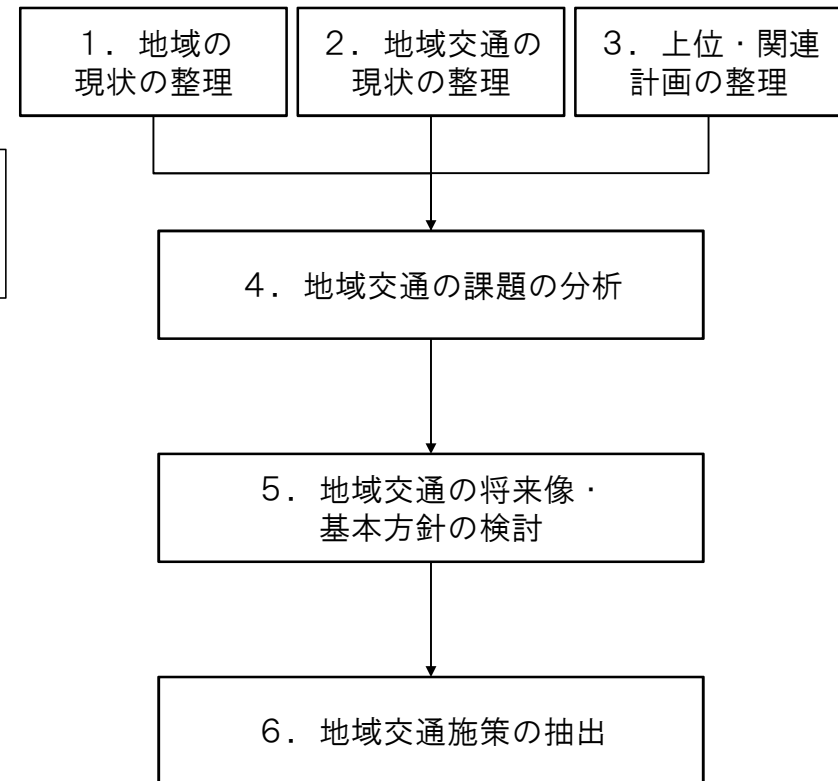 １．地域の
現状の整理
２．地域交通の
現状の整理
３．上位・関連
計画の整理
４．地域交通の課題の分析
５．地域交通の将来像・
基本方針の検討
６．地域交通施策の抽出